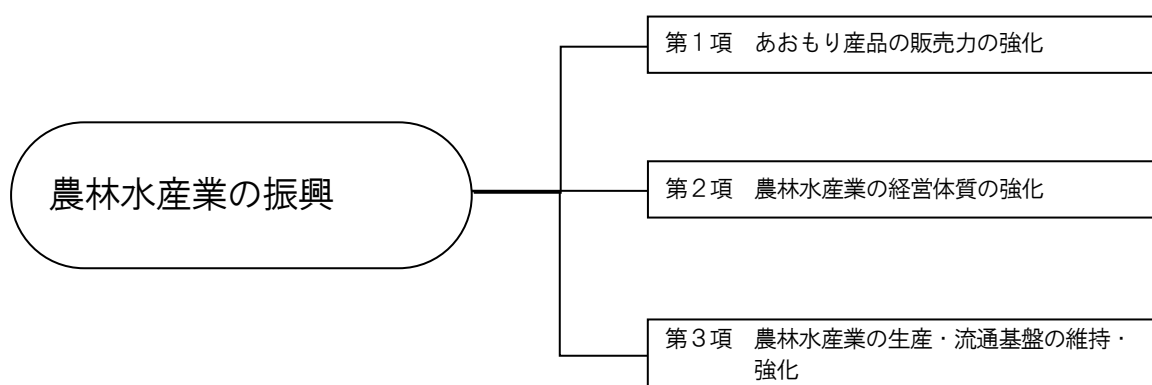 農林水産業の振興
第1項　あおもり産品の販売力の強化
第2項　農林水産業の経営体質の強化
第3項　農林水産業の生産・流通基盤の維持・
強化